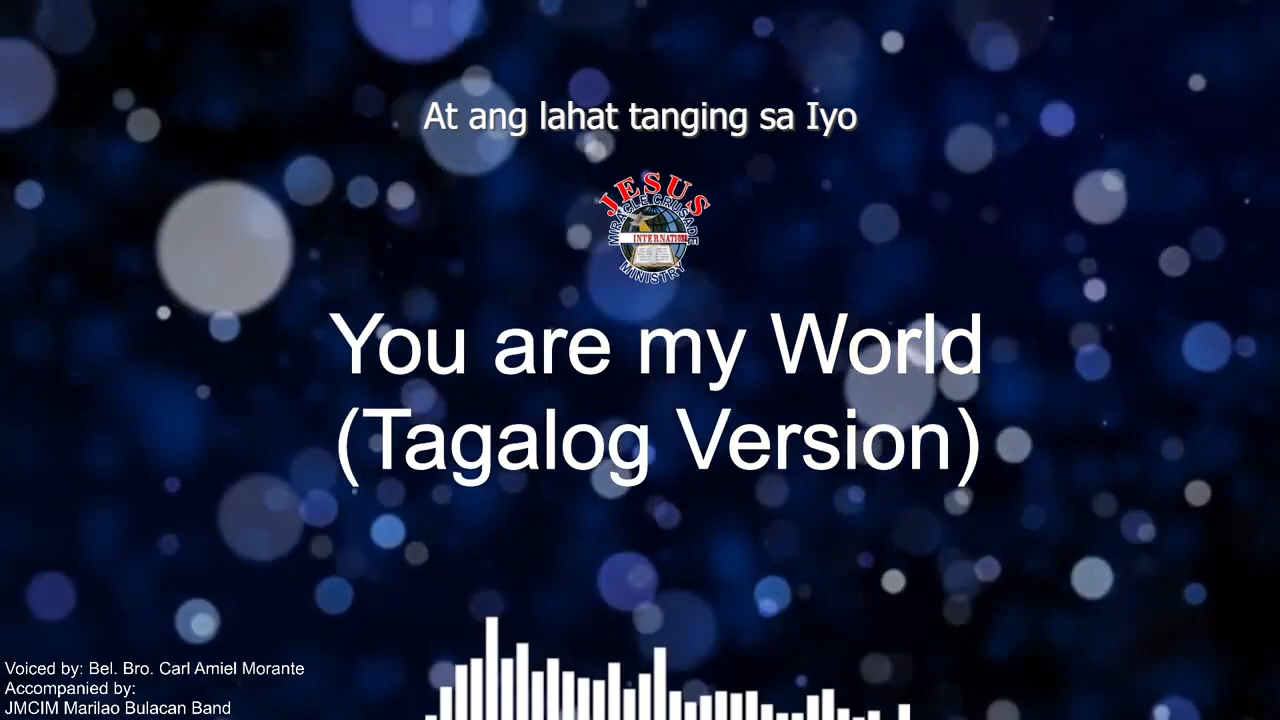 At ang lahat tanging sa Iyo
JESUS
MIRACLE CRUSADE
INTERNATIONAL
MINISTRY
You are my World
(Tagalog Version)
Voiced by: Bel. Bro. Carl Amiel Morante
Accompanied by:
JMCIM Marilao Bulacan Band